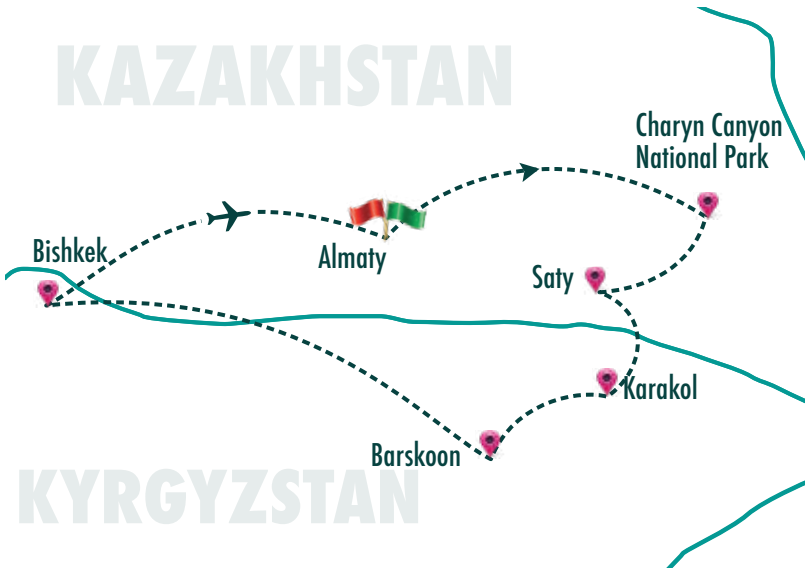 KAZAKHSTAN
Charyn Canyon
National Park
Bishkek
Almaty
Saty
Karakol
Barskoon
KYRGYZSTAN